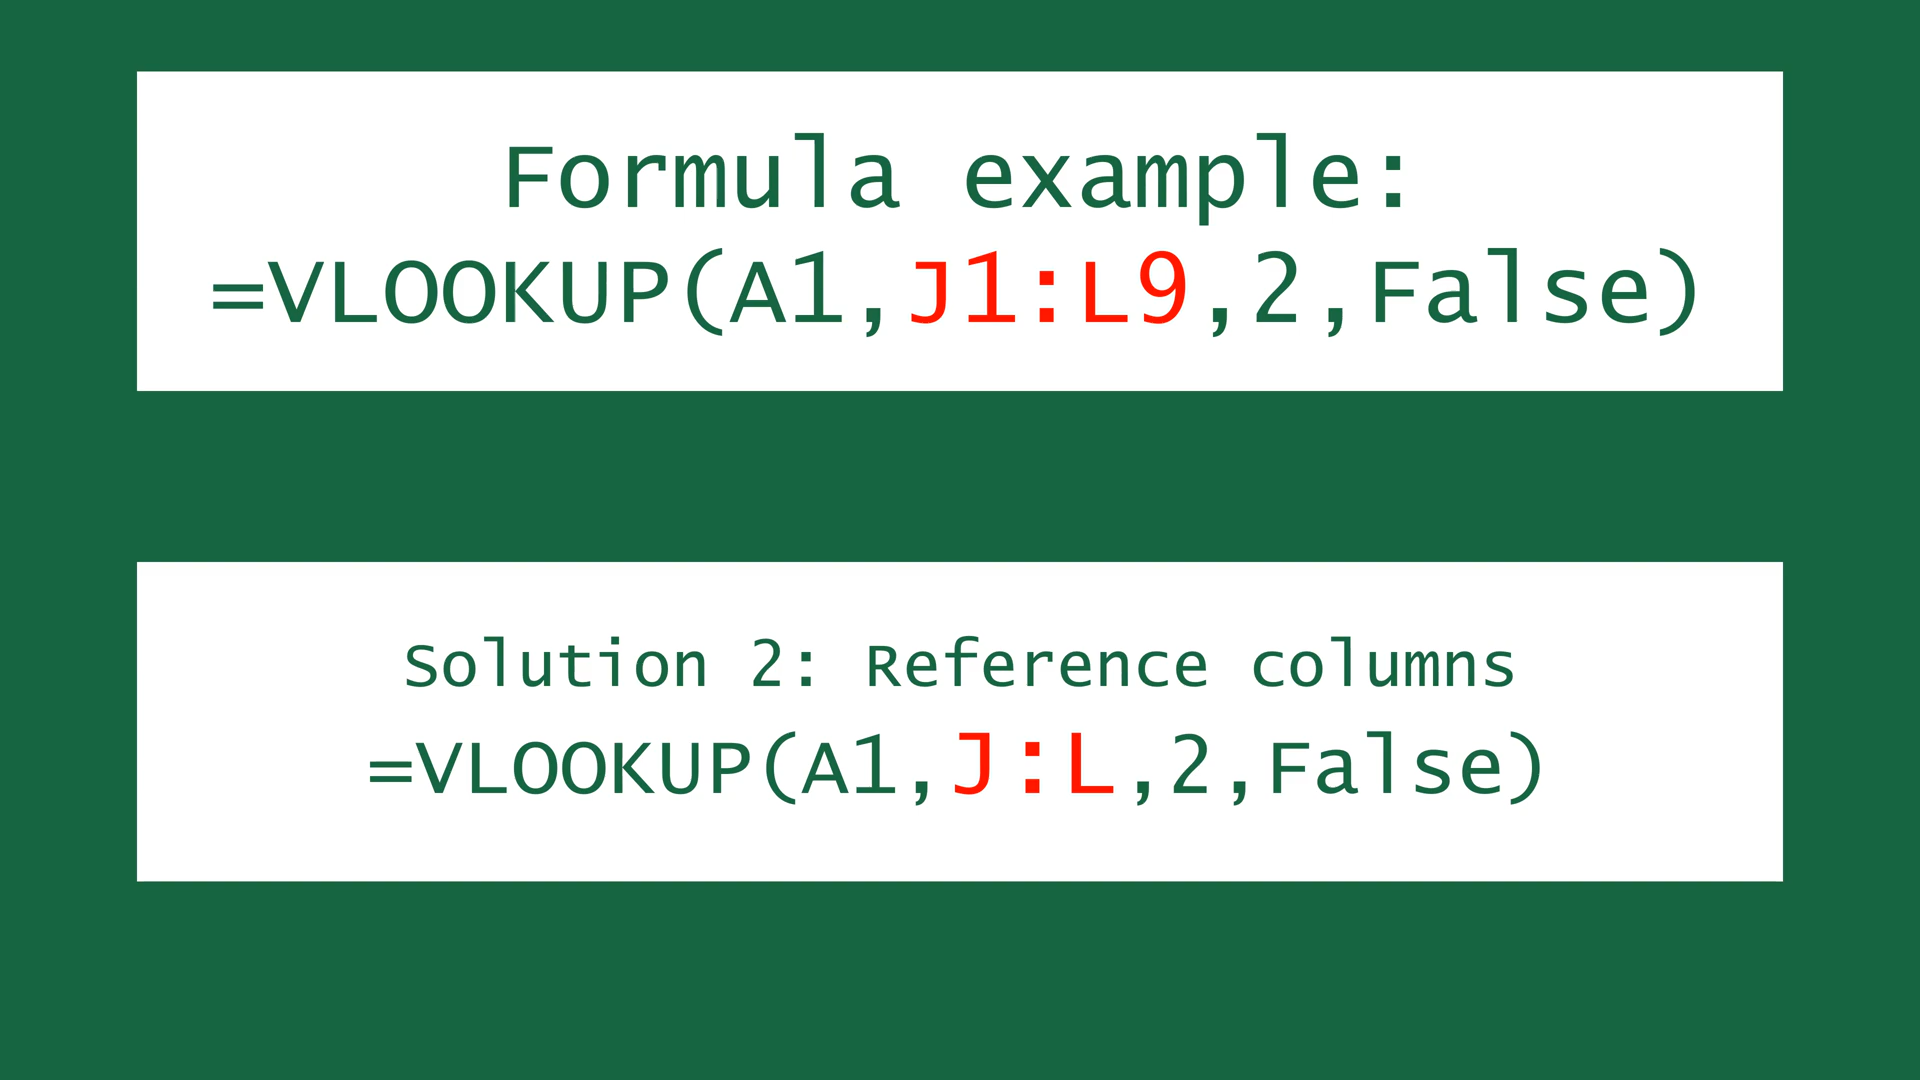 Formula example:
=VLOOKUP(A1,J1:L9,2,False)
Solution 2: Reference columns
=VLOOKUP(A1,J:L,2,False)